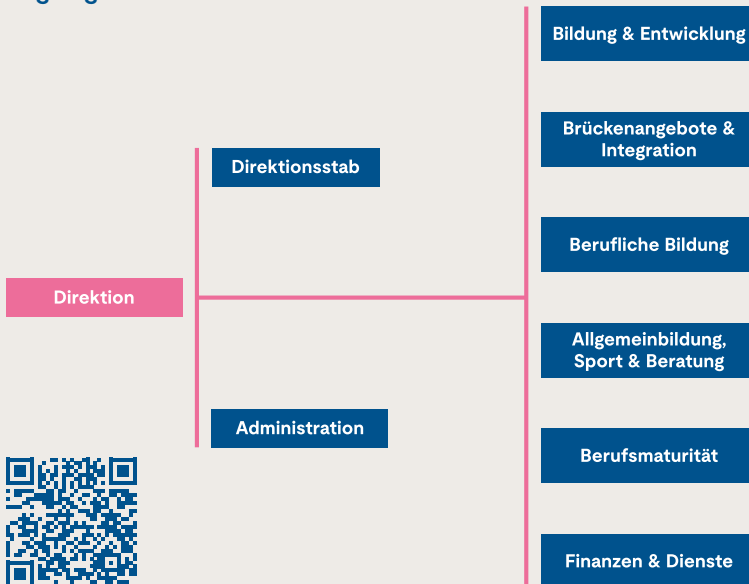 Bildung & Entwicklung
Brückenangebote &
Integration
Direktionsstab
Berufliche Bildung
Direktion
Allgemeinbildung,
Sport & Beratung
Administration
Berufsmaturität
Finanzen & Dienste